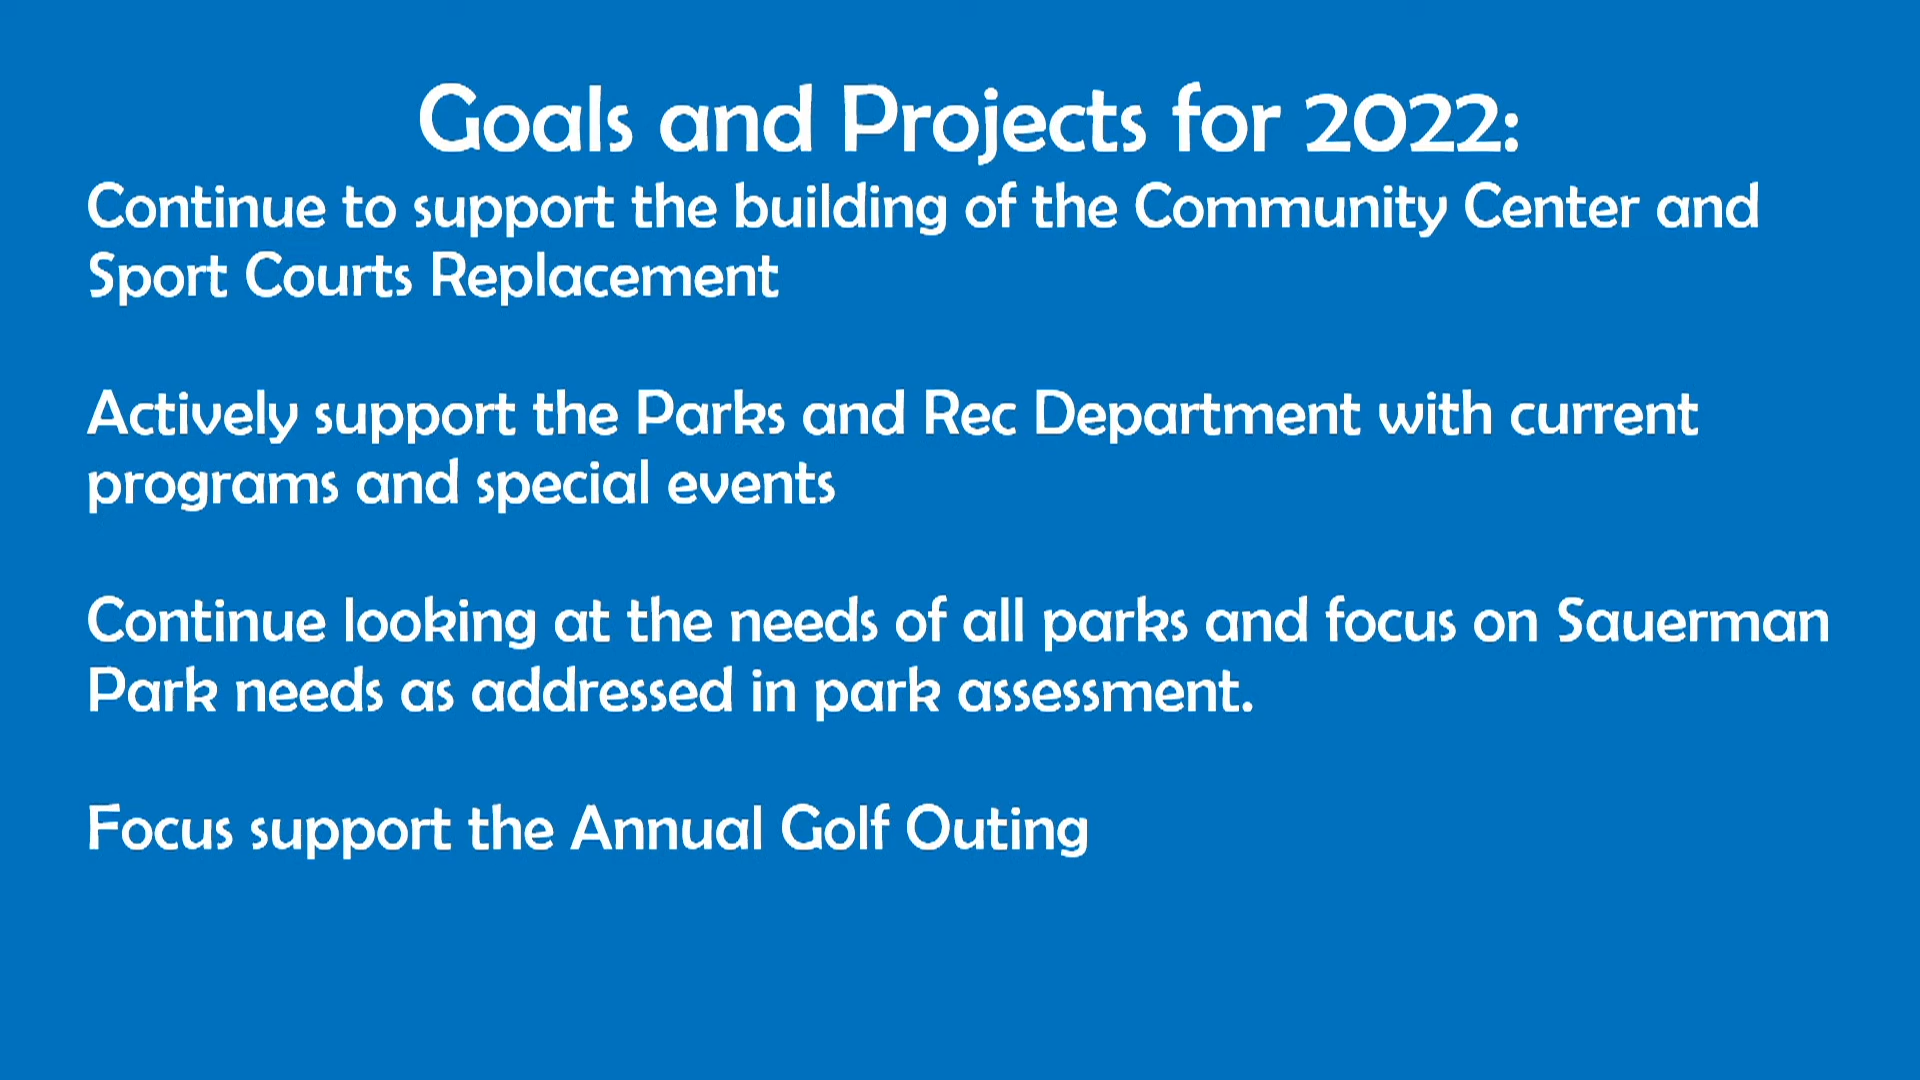 Goals and Projects for 2022:
Continue to support the building of the Community Center and
Sport Courts Replacement
Actively support the Parks and Rec Department with current
programs and special events
Continue looking at the needs of all parks and focus on Sauerman
Park needs as addressed in park assessment.
Focus support the Annual Golf Outing